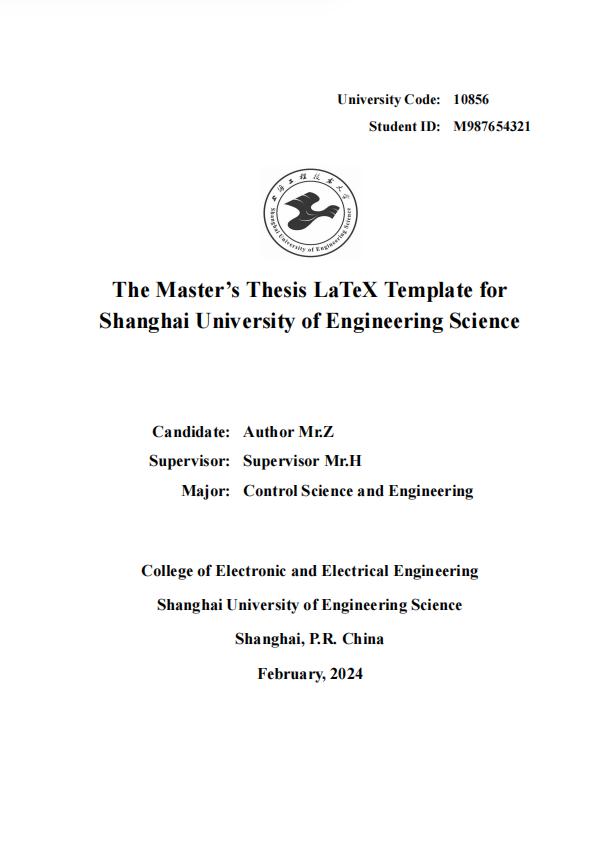 University Code: 10856
Student ID: M987654321
上海工程技术大学
Shanghai University of Engineering Science
The Master’s Thesis LaTeX Template for
Shanghai University of Engineering Science
Candidate: Author Mr.Z
Supervisor: Supervisor Mr.H
Major: Control Science and Engineering
College of Electronic and Electrical Engineering
Shanghai University of Engineering Science
Shanghai, P.R. China
February, 2024